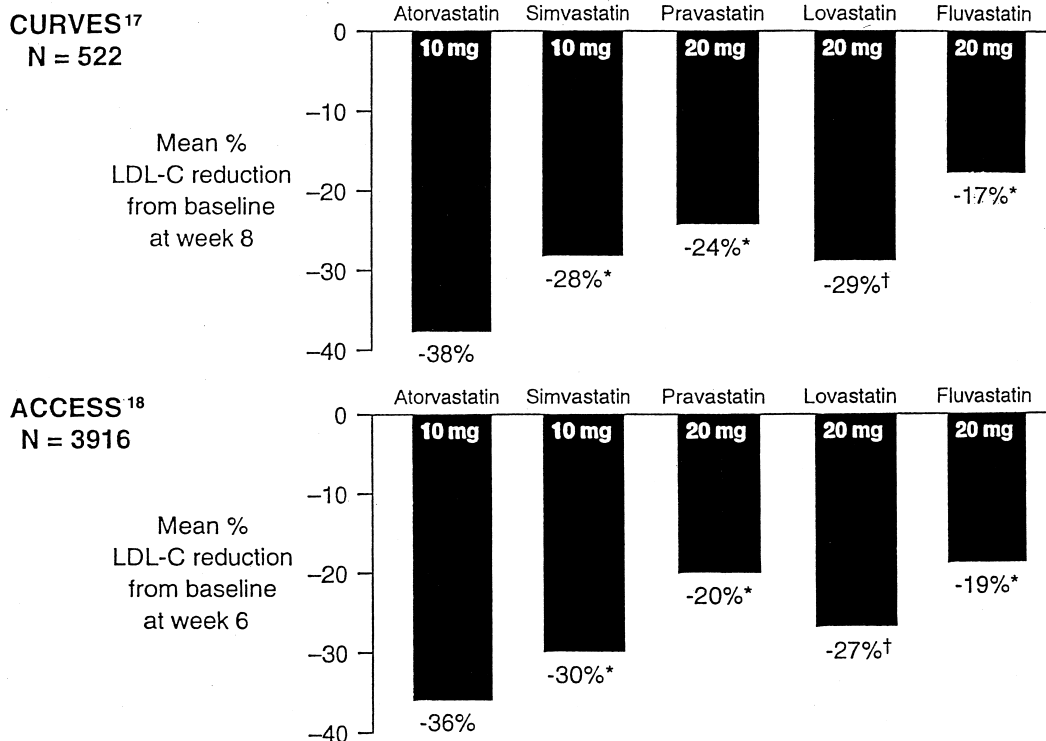 CURVES17
N = 522
Mean %
LDL-C reduction
from baseline
at week 8
Atorvastatin Simvastatin Pravastatin Lovastatin Fluvastatin
0
–10
–20
–30
–40
10 mg 10 mg 20 mg 20 mg 20 mg
-38% -28%* -24%* -29%† -17%*
ACCESS18
N = 3916
Mean %
LDL-C reduction
from baseline
at week 6
Atorvastatin Simvastatin Pravastatin Lovastatin Fluvastatin
0
–10
–20
–30
–40
10 mg 10 mg 20 mg 20 mg 20 mg
-36% -30%* -20%* -27%† -19%*